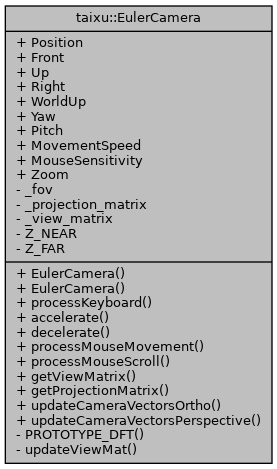 taixu::EulerCamera
+ Position
+ Front
+ Up
+ Right
+ WorldUp
+ Yaw
+ Pitch
+ MovementSpeed
+ MouseSensitivity
+ Zoom
- _fov
- _projection_matrix
- _view_matrix
- Z_NEAR
- Z_FAR
+ EulerCamera()
+ EulerCamera()
+ processKeyboard()
+ accelerate()
+ decelerate()
+ processMouseMovement()
+ processMouseScroll()
+ getViewMatrix()
+ getProjectionMatrix()
+ updateCameraVectorsOrtho()
+ updateCameraVectorsPerspective()
- PROTOTYPE_DFT()
- updateViewMat()